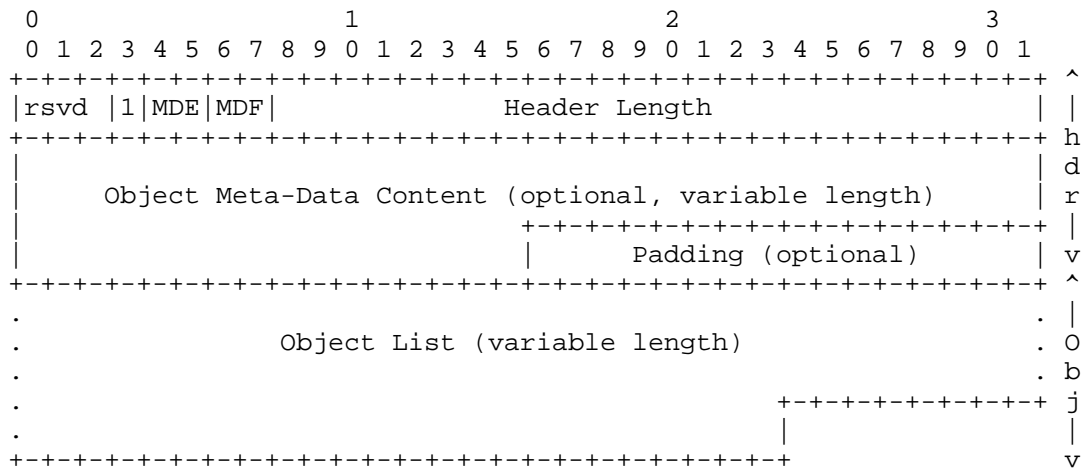 0                   1                   2                   3
 0 1 2 3 4 5 6 7 8 9 0 1 2 3 4 5 6 7 8 9 0 1 2 3 4 5 6 7 8 9 0 1
+-+-+-+-+-+-+-+-+-+-+-+-+-+-+-+-+-+-+-+-+-+-+-+-+-+-+-+-+-+-+-+-+ ^
|rsvd |1|MDE|MDF|              Header Length                    | |
+-+-+-+-+-+-+-+-+-+-+-+-+-+-+-+-+-+-+-+-+-+-+-+-+-+-+-+-+-+-+-+-+ h
|                                                               | d
|     Object Meta-Data Content (optional, variable length)      | r
|                               +-+-+-+-+-+-+-+-+-+-+-+-+-+-+-+-+ |
|                               |      Padding (optional)       | v
+-+-+-+-+-+-+-+-+-+-+-+-+-+-+-+-+-+-+-+-+-+-+-+-+-+-+-+-+-+-+-+-+ ^
.                                                               . |
.                Object List (variable length)                  . O
.                                                               . b
.                                               +-+-+-+-+-+-+-+-+ j
.                                               |                 |
+-+-+-+-+-+-+-+-+-+-+-+-+-+-+-+-+-+-+-+-+-+-+-+-+                 v